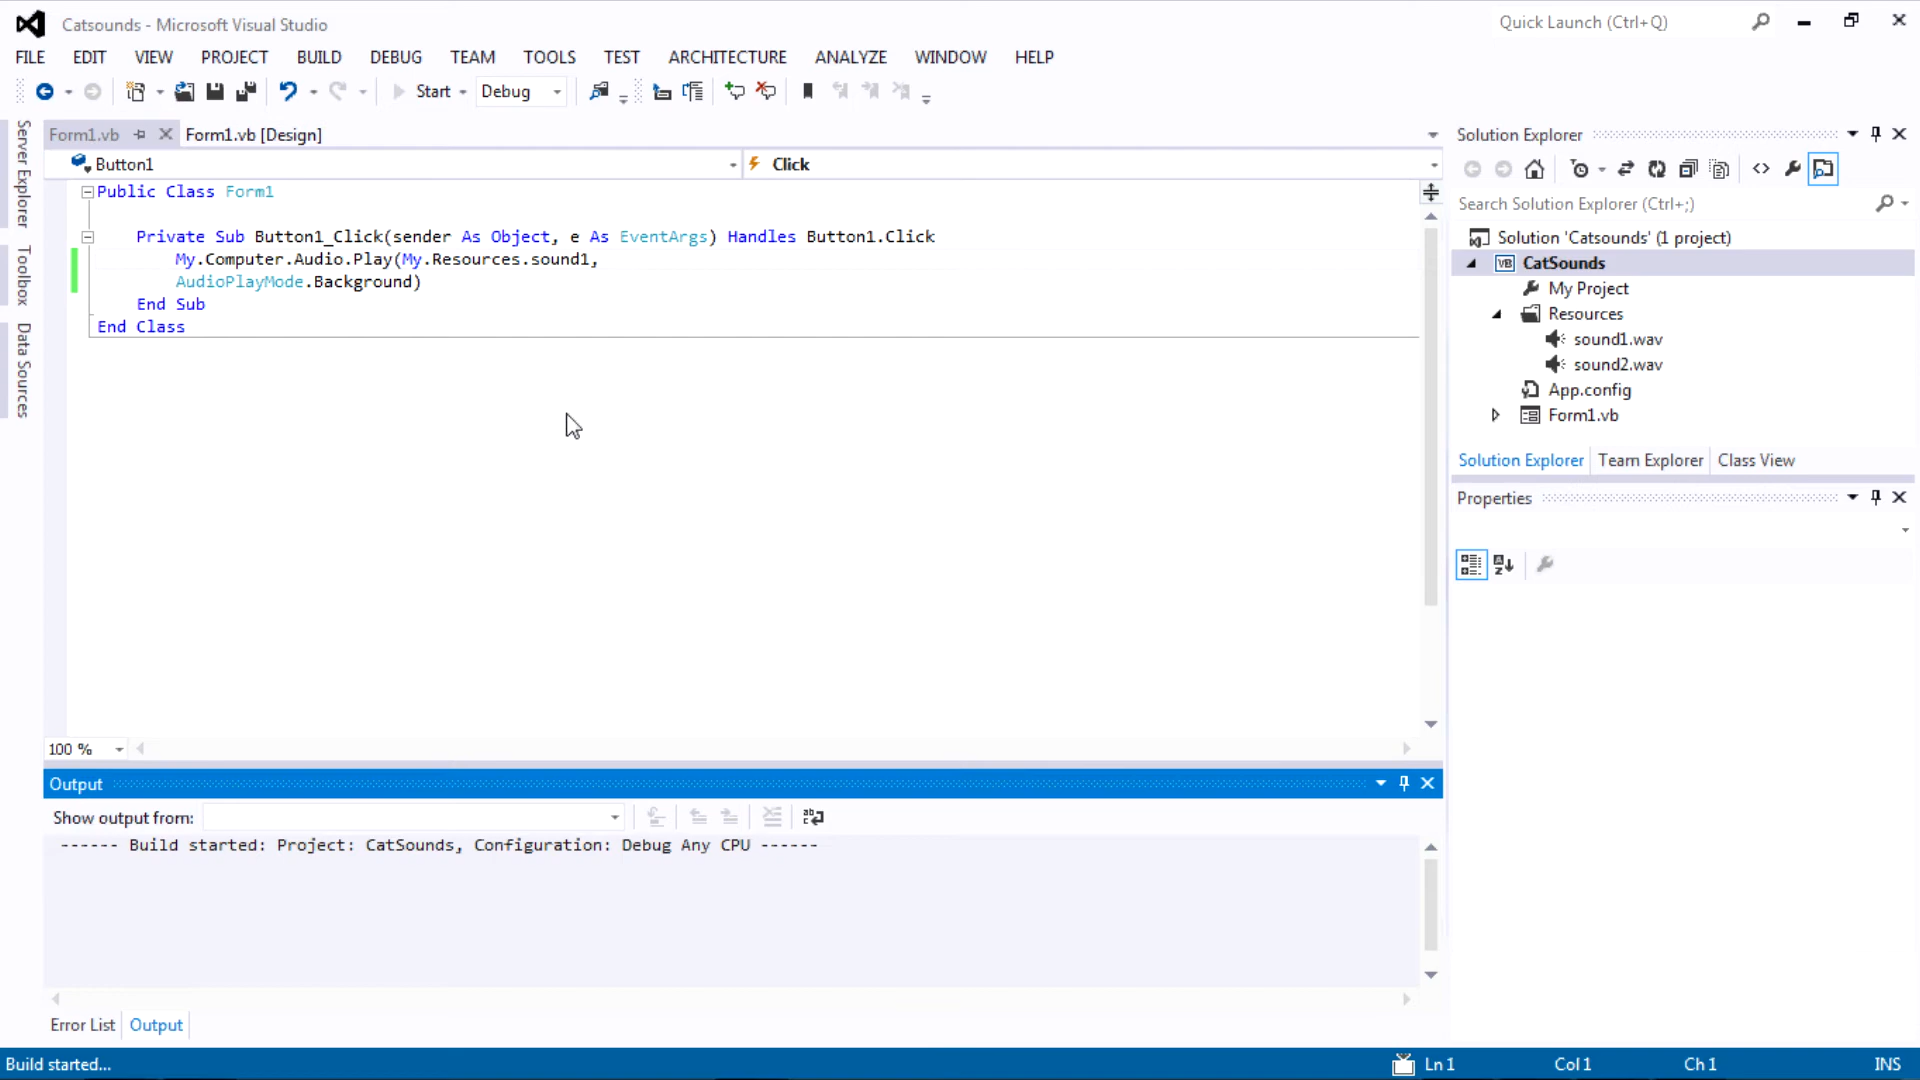 Catsounds - Microsoft Visual Studio
Quick Launch (Ctrl+Q)
FILE EDIT VIEW PROJECT BUILD DEBUG TEAM TOOLS TEST ARCHITECTURE ANALYZE WINDOW HELP
Start Debug
Server Explorer
Toolbox
Data Sources
Form1.vb Form1.vb [Design]
Button1 Click
Public Class Form1
Private Sub Button1_Click(sender As Object, e As EventArgs) Handles Button1.Click
My.Computer.Audio.Play(My.Resources.sound1,
AudioPlayMode.Background)
End Sub
End Class
100 %
Output
Show output from:
------ Build started: Project: CatSounds, Configuration: Debug Any CPU ------
Error List Output
Solution Explorer
Search Solution Explorer (Ctrl+;)
Solution 'Catsounds' (1 project)
VB CatSounds
My Project
Resources
sound1.wav
sound2.wav
App.config
Form1.vb
Solution Explorer Team Explorer Class View
Properties
Build started... Ln 1 Col 1 Ch 1 INS